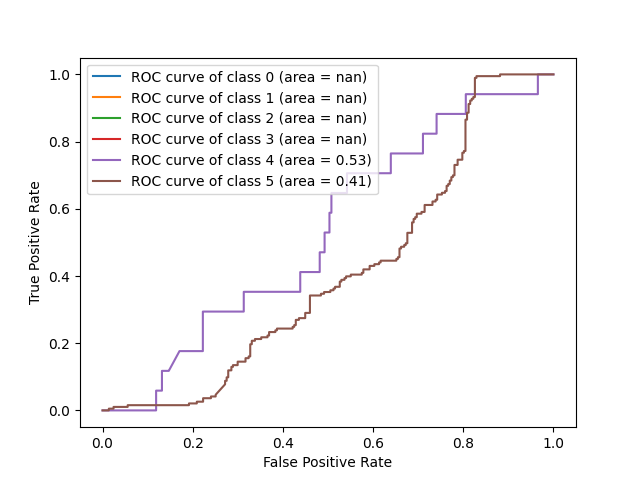 ROC curve of class 0 (area = nan)
ROC curve of class 1 (area = nan)
ROC curve of class 2 (area = nan)
ROC curve of class 3 (area = nan)
ROC curve of class 4 (area = 0.53)
ROC curve of class 5 (area = 0.41)
True Positive Rate
1.0
0.8
0.6
0.4
0.2
0.0
0.0 0.2 0.4 0.6 0.8 1.0
False Positive Rate